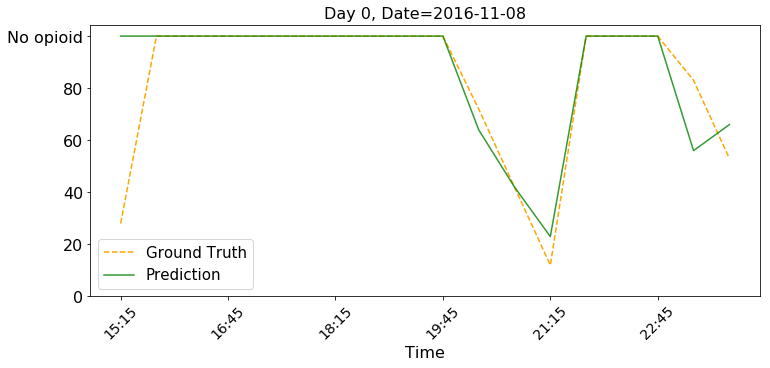 Day 0, Date=2016-11-08
No opioid
80
60
40
20
0
Ground Truth
Prediction
15:15
16:45
18:15
19:45
21:15
22:45
Time